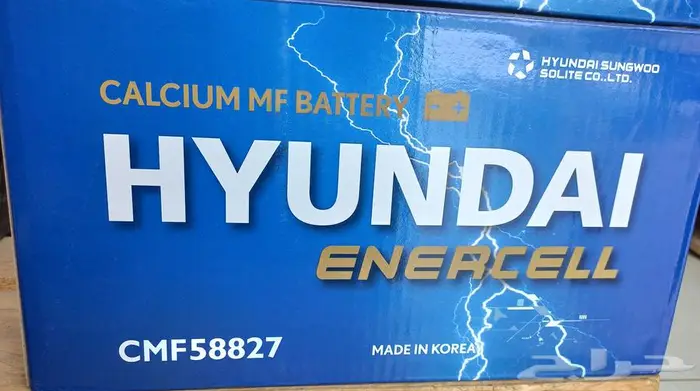 HYUNDAI SUNGWOO
SOLITE CO.,LTD.
CALCIUM MF BATTERY
HYUNDAI
ENERCELL
CMF58827
MADE IN KOREA
حراج